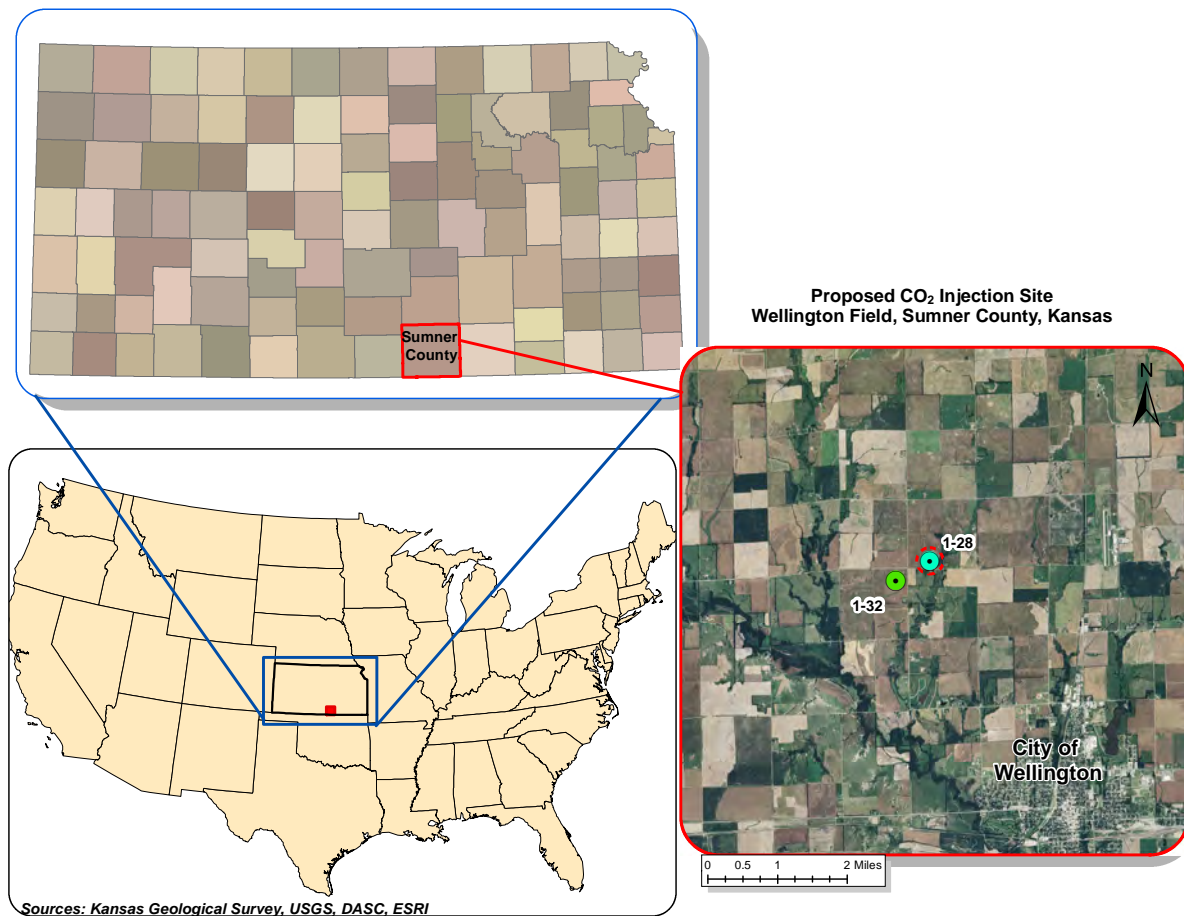 Sumner
County
Proposed CO₂ Injection Site
Wellington Field, Sumner County, Kansas
N
1-28
1-32
City of
Wellington
0 0.5 1 2 Miles
Sources: Kansas Geological Survey, USGS, DASC, ESRI